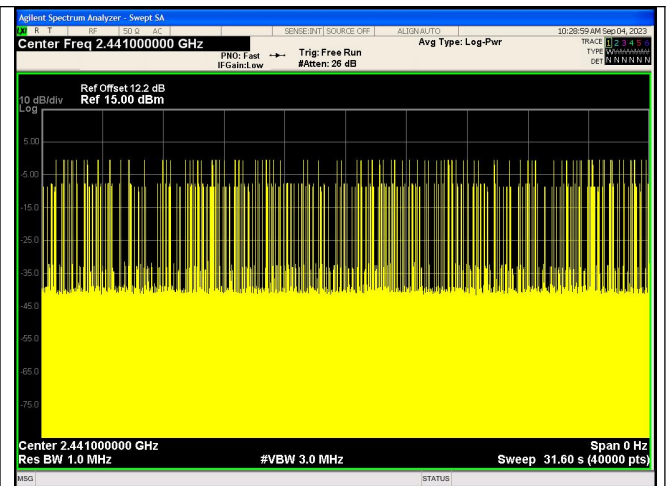 Agilent Spectrum Analyzer - Swept SA
LXI R T RF 50 Ω AC SENSE:INT SOURCE OFF ALIGNAUTO 10:28:59 AM Sep 04, 2023
Center Freq 2.441000000 GHz
PNO: Fast
IFGain:Low
Trig: Free Run
#Atten: 26 dB
Avg Type: Log-Pwr
TRACE 1 2 3 4 5 6
TYPE WWWWWW
DET N N N N N N
Ref Offset 12.2 dB
10 dB/div Ref 15.00 dBm
Log
5.00
-5.00
-15.0
-25.0
-35.0
-45.0
-55.0
-65.0
-75.0
Center 2.441000000 GHz Span 0 Hz
Res BW 1.0 MHz #VBW 3.0 MHz Sweep 31.60 s (40000 pts)
MSG STATUS